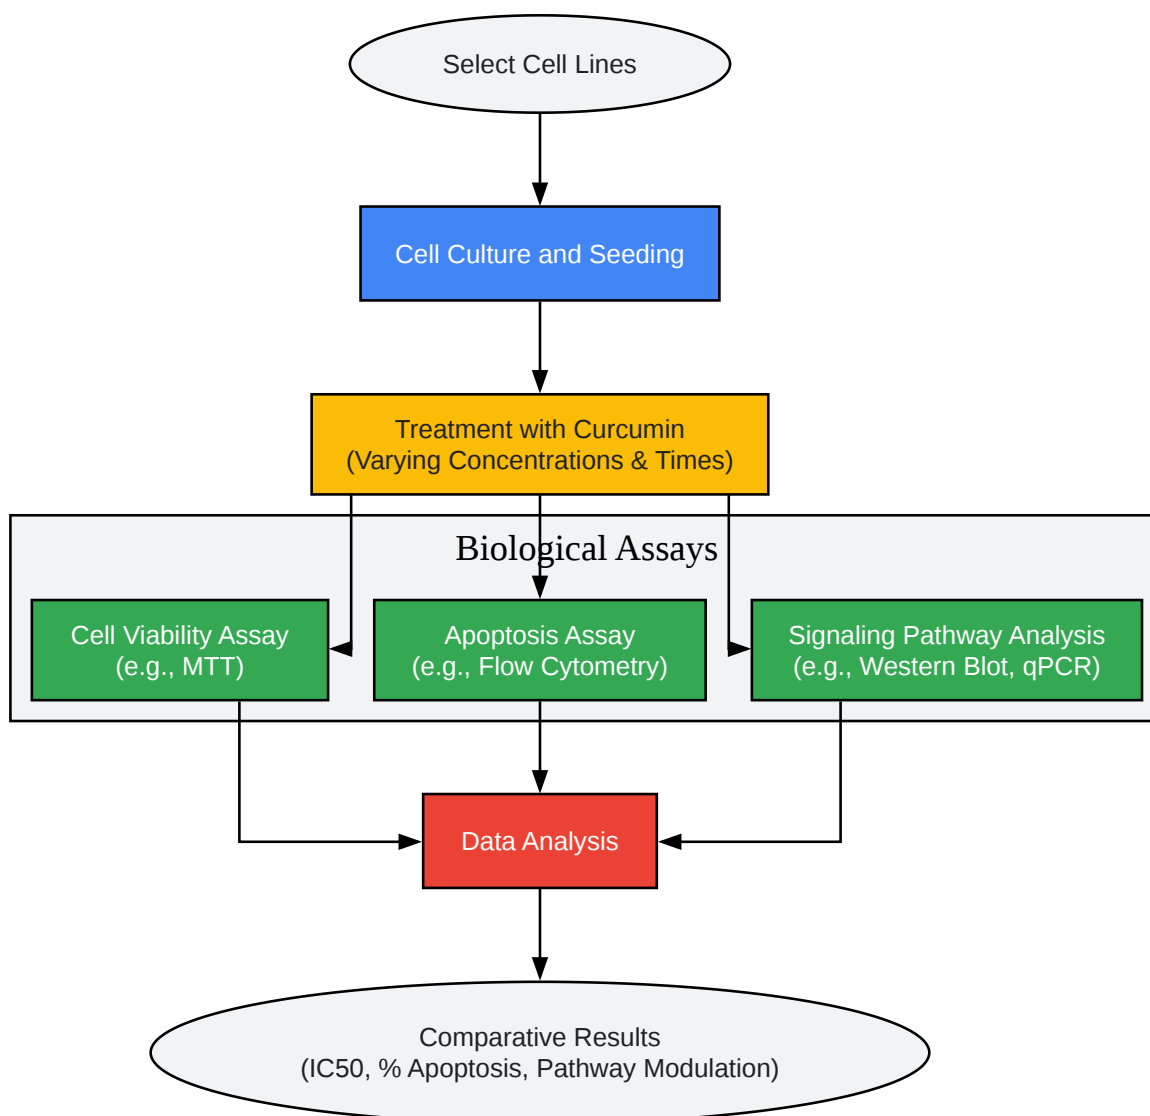 Select Cell Lines
Cell Culture and Seeding
Treatment with Curcumin
(Varying Concentrations & Times)
Biological Assays
Cell Viability Assay
(e.g., MTT)
Apoptosis Assay
(e.g., Flow Cytometry)
Signaling Pathway Analysis
(e.g., Western Blot, qPCR)
Data Analysis
Comparative Results
(IC50, % Apoptosis, Pathway Modulation)